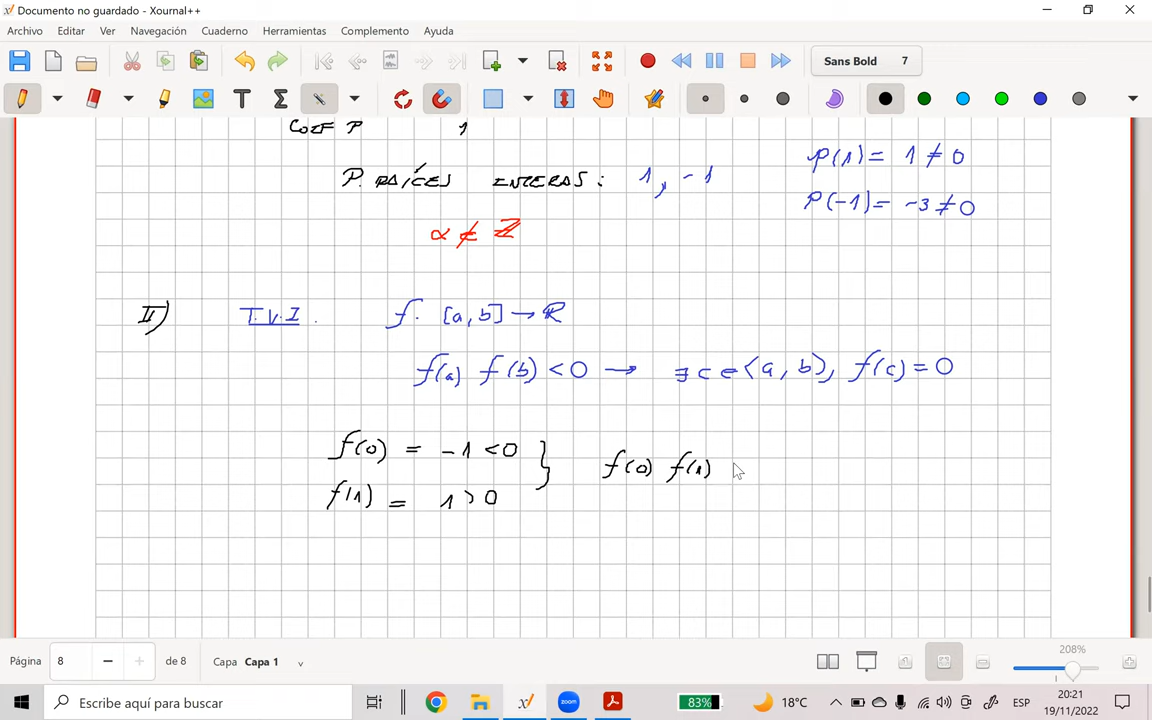 Documento no guardado - Xournal++
Archivo Editar Ver Navegación Cuaderno Herramientas Complemento Ayuda
Sans Bold 7
COEF P 1
P. RAÍCES ENTERAS: 1, -1
p(1) = 1 ≠ 0
p(-1) = -3 ≠ 0
α ∉ ℤ
II) T.V.I. f: [a,b] → ℝ
f(a) f(b) < 0 → ∃ c ∈ ⟨a, b⟩, f(c) = 0
f(0) = -1 < 0
f(1) = 1 > 0
f(0) f(1)
Página 8 de 8 Capa Capa 1 208%
Escribe aquí para buscar 83% 18°C ESP 20:21
19/11/2022